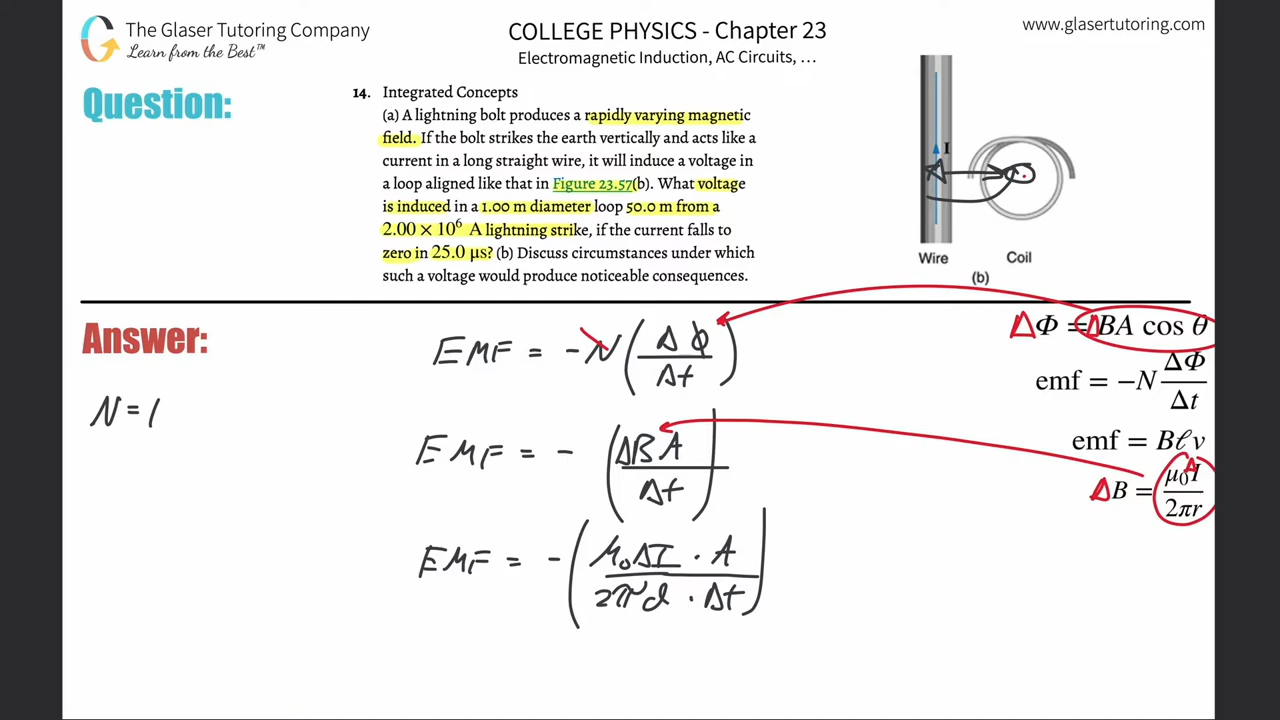 The Glaser Tutoring Company
Learn from the Best™
COLLEGE PHYSICS - Chapter 23
Electromagnetic Induction, AC Circuits, …
www.glasertutoring.com
Question:
14. Integrated Concepts
(a) A lightning bolt produces a rapidly varying magnetic
field. If the bolt strikes the earth vertically and acts like a
current in a long straight wire, it will induce a voltage in
a loop aligned like that in Figure 23.57(b). What voltage
is induced in a 1.00 m diameter loop 50.0 m from a
2.00 × 10⁶ A lightning strike, if the current falls to
zero in 25.0 μs? (b) Discuss circumstances under which
such a voltage would produce noticeable consequences.
I
Wire Coil
(b)
Answer:
N = 1
EMF = - N (ΔΦ / Δt)
EMF = - (ΔB A / Δt)
EMF = - (μ₀ ΔI · A / 2πd · Δt)
ΔΦ = ΔBA cos θ
emf = −N ΔΦ / Δt
emf = Bℓv
ΔB = μ₀ΔI / 2πr